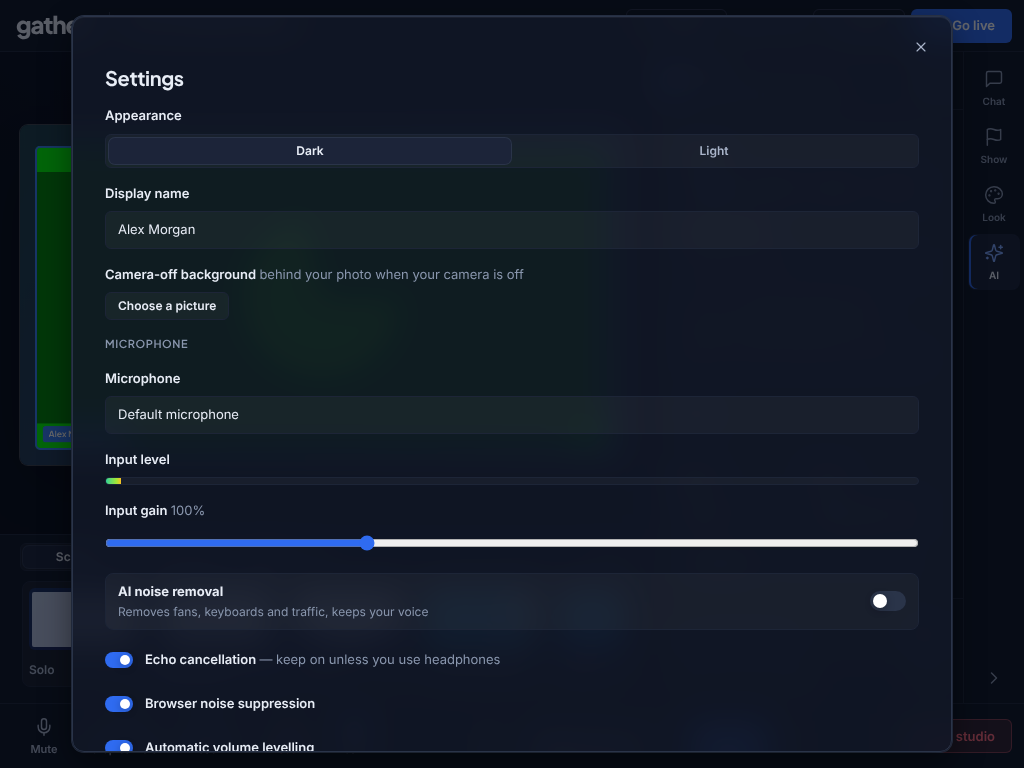 gathe
Go live
Settings
Appearance
Dark
Light
Display name
Alex Morgan
Camera-off background behind your photo when your camera is off
Choose a picture
MICROPHONE
Microphone
Default microphone
Input level
Input gain 100%
AI noise removal
Removes fans, keyboards and traffic, keeps your voice
Echo cancellation — keep on unless you use headphones
Browser noise suppression
Automatic volume levelling
Chat
Show
Look
AI
Alex
Sc
Solo
Mute
studio